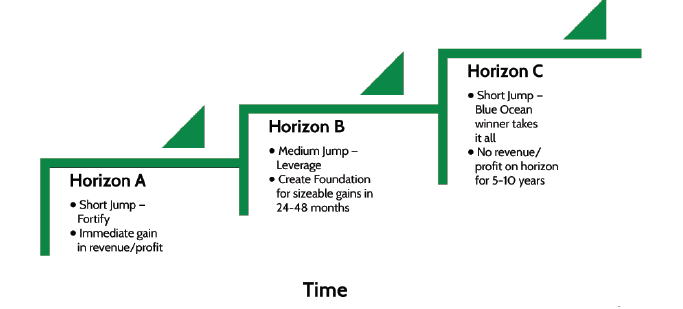 Horizon A
● Short Jump –
Fortify
● Immediate gain
in revenue/profit
Horizon B
● Medium Jump –
Leverage
● Create Foundation
for sizeable gains in
24-48 months
Horizon C
● Short Jump –
Blue Ocean
winner takes
it all
● No revenue/
profit on horizon
for 5-10 years
Time